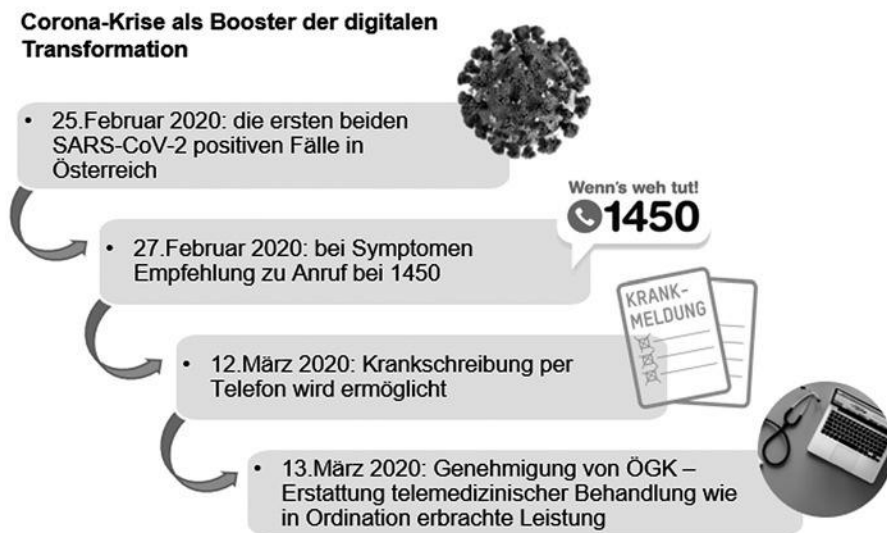 Corona-Krise als Booster der digitalen
Transformation
• 25.Februar 2020: die ersten beiden
SARS-CoV-2 positiven Fälle in
Österreich
Wenn's weh tut!
1450
• 27.Februar 2020: bei Symptomen
Empfehlung zu Anruf bei 1450
KRANK-
MELDUNG
• 12.März 2020: Krankschreibung per
Telefon wird ermöglicht
• 13.März 2020: Genehmigung von ÖGK –
Erstattung telemedizinischer Behandlung wie
in Ordination erbrachte Leistung